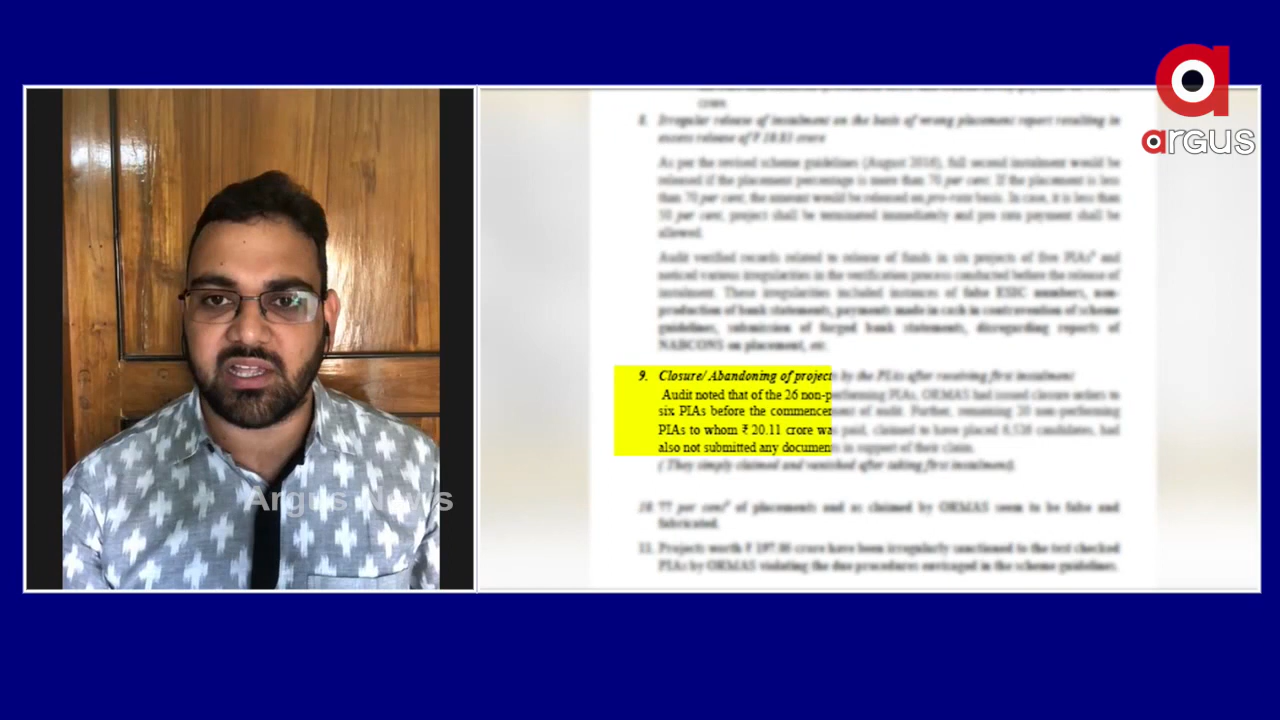 argus
crore.
8. Irregular release of instalment on the basis of wrong placement report resulting in
excess release of ₹ 18.83 crore
As per the revised scheme guidelines (August 2016), full second instalment would be
released if the placement percentage is more than 70 per cent. If the placement is less
than 70 per cent, the amount would be released on pro-rata basis. In case, it is less than
50 per cent, project shall be terminated immediately and pro rata payment shall be
allowed.
Audit verified records related to release of funds in six projects of five PIAs and
noticed various irregularities in the verification process conducted before the release of
instalment. These irregularities included instances of fake ESIC numbers, non-
production of bank statements, payments made in cash in contravention of scheme
guidelines, submission of forged bank statements, disregarding reports of
NABCONS on placement, etc.
9. Closure/ Abandoning of projects by the PIAs after receiving first instalment
Audit noted that of the 26 non-performing PIAs, ORMAS had issued closure orders to
six PIAs before the commencement of audit. Further, remaining 20 non-performing
PIAs to whom ₹ 20.11 crore was paid, claimed to have placed 6,526 candidates, had
also not submitted any documents in support of their claim.
( They simply claimed and vanished after taking first instalment).
10. 77 per cent of placements and as claimed by ORMAS seem to be fake and
fabricated.
11. Projects worth ₹ 197.86 crore have been irregularly sanctioned to the test checked
PIAs by ORMAS violating the due procedures envisaged in the scheme guidelines.
Argus News